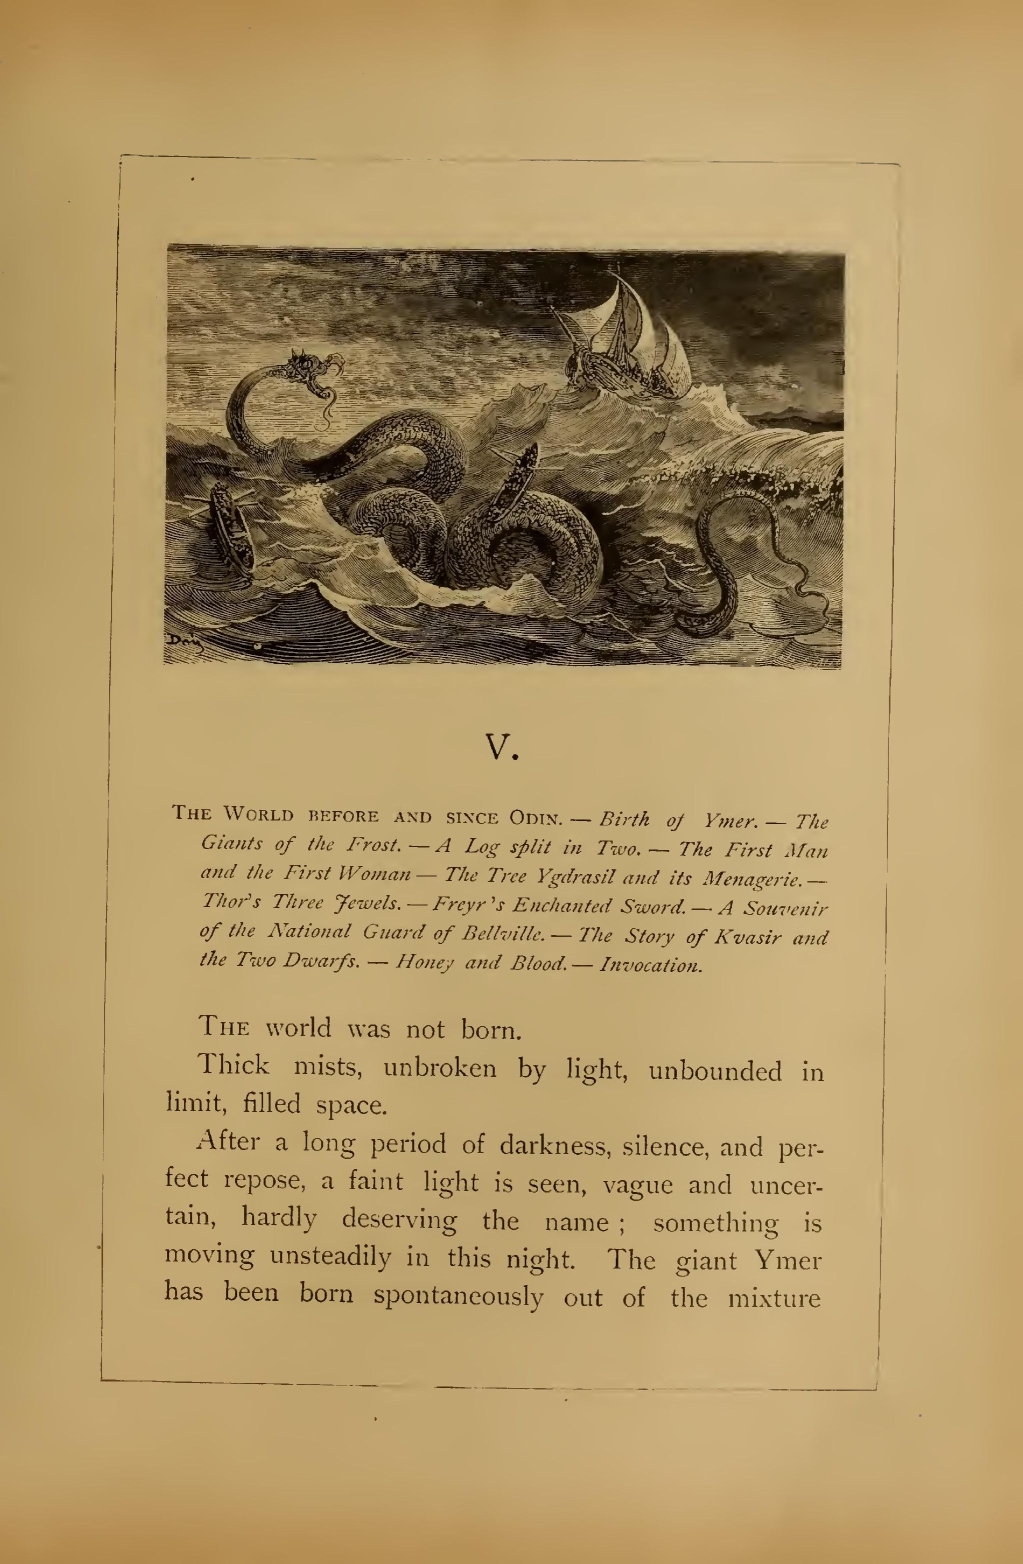 V.
THE WORLD BEFORE AND SINCE ODIN. — Birth of Ymer. — The
Giants of the Frost. — A Log split in Two. — The First Man
and the First Woman — The Tree Ygdrasil and its Menagerie. —
Thor's Three Jewels. — Freyr's Enchanted Sword. — A Souvenir
of the National Guard of Bellville. — The Story of Kvasir and
the Two Dwarfs. — Honey and Blood. — Invocation.
THE world was not born.
Thick mists, unbroken by light, unbounded in
limit, filled space.
After a long period of darkness, silence, and per-
fect repose, a faint light is seen, vague and uncer-
tain, hardly deserving the name ; something is
moving unsteadily in this night. The giant Ymer
has been born spontaneously out of the mixture